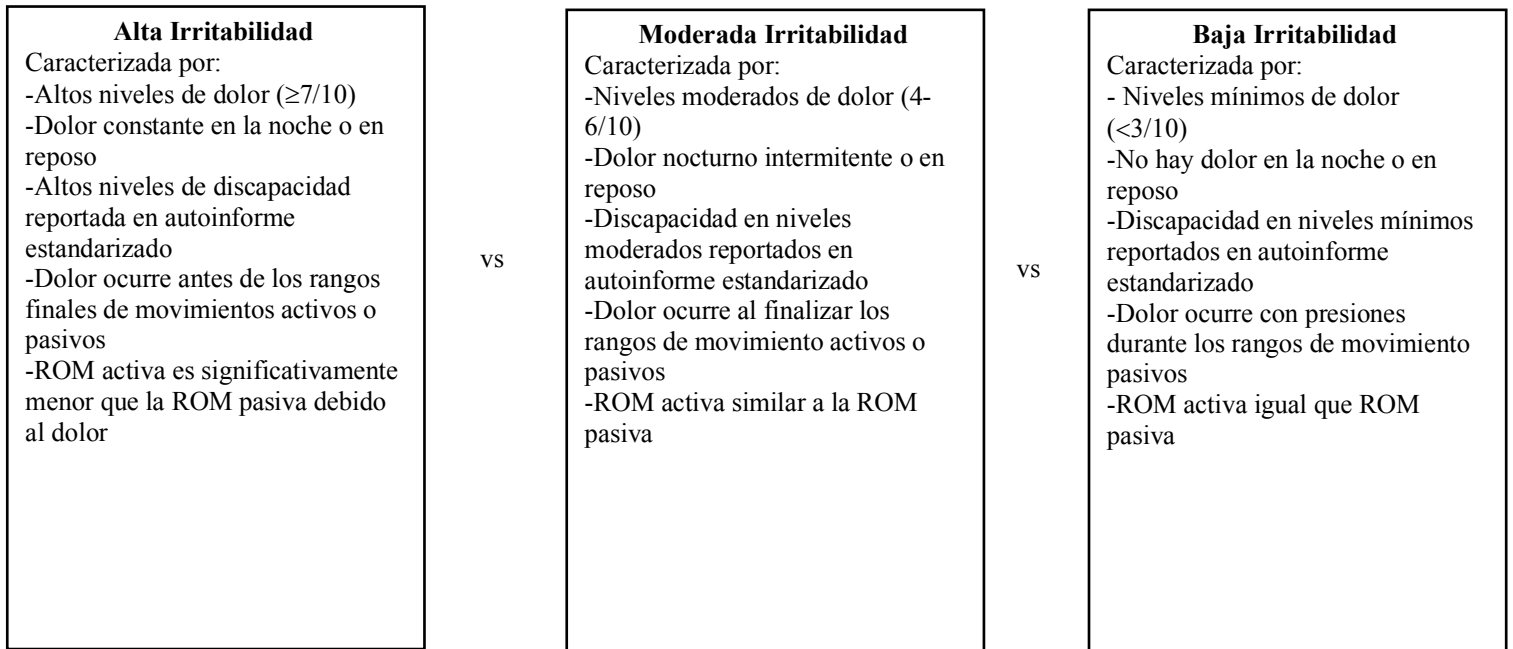 Alta Irritabilidad
Caracterizada por:
-Altos niveles de dolor (≥7/10)
-Dolor constante en la noche o en
reposo
-Altos niveles de discapacidad
reportada en autoinforme
estandarizado
-Dolor ocurre antes de los rangos
finales de movimientos activos o
pasivos
-ROM activa es significativamente
menor que la ROM pasiva debido
al dolor
vs
Moderada Irritabilidad
Caracterizada por:
-Niveles moderados de dolor (4-
6/10)
-Dolor nocturno intermitente o en
reposo
-Discapacidad en niveles
moderados reportados en
autoinforme estandarizado
-Dolor ocurre al finalizar los
rangos de movimiento activos o
pasivos
-ROM activa similar a la ROM
pasiva
vs
Baja Irritabilidad
Caracterizada por:
- Niveles mínimos de dolor
(<3/10)
-No hay dolor en la noche o en
reposo
-Discapacidad en niveles mínimos
reportados en autoinforme
estandarizado
-Dolor ocurre con presiones
durante los rangos de movimiento
pasivos
-ROM activa igual que ROM
pasiva